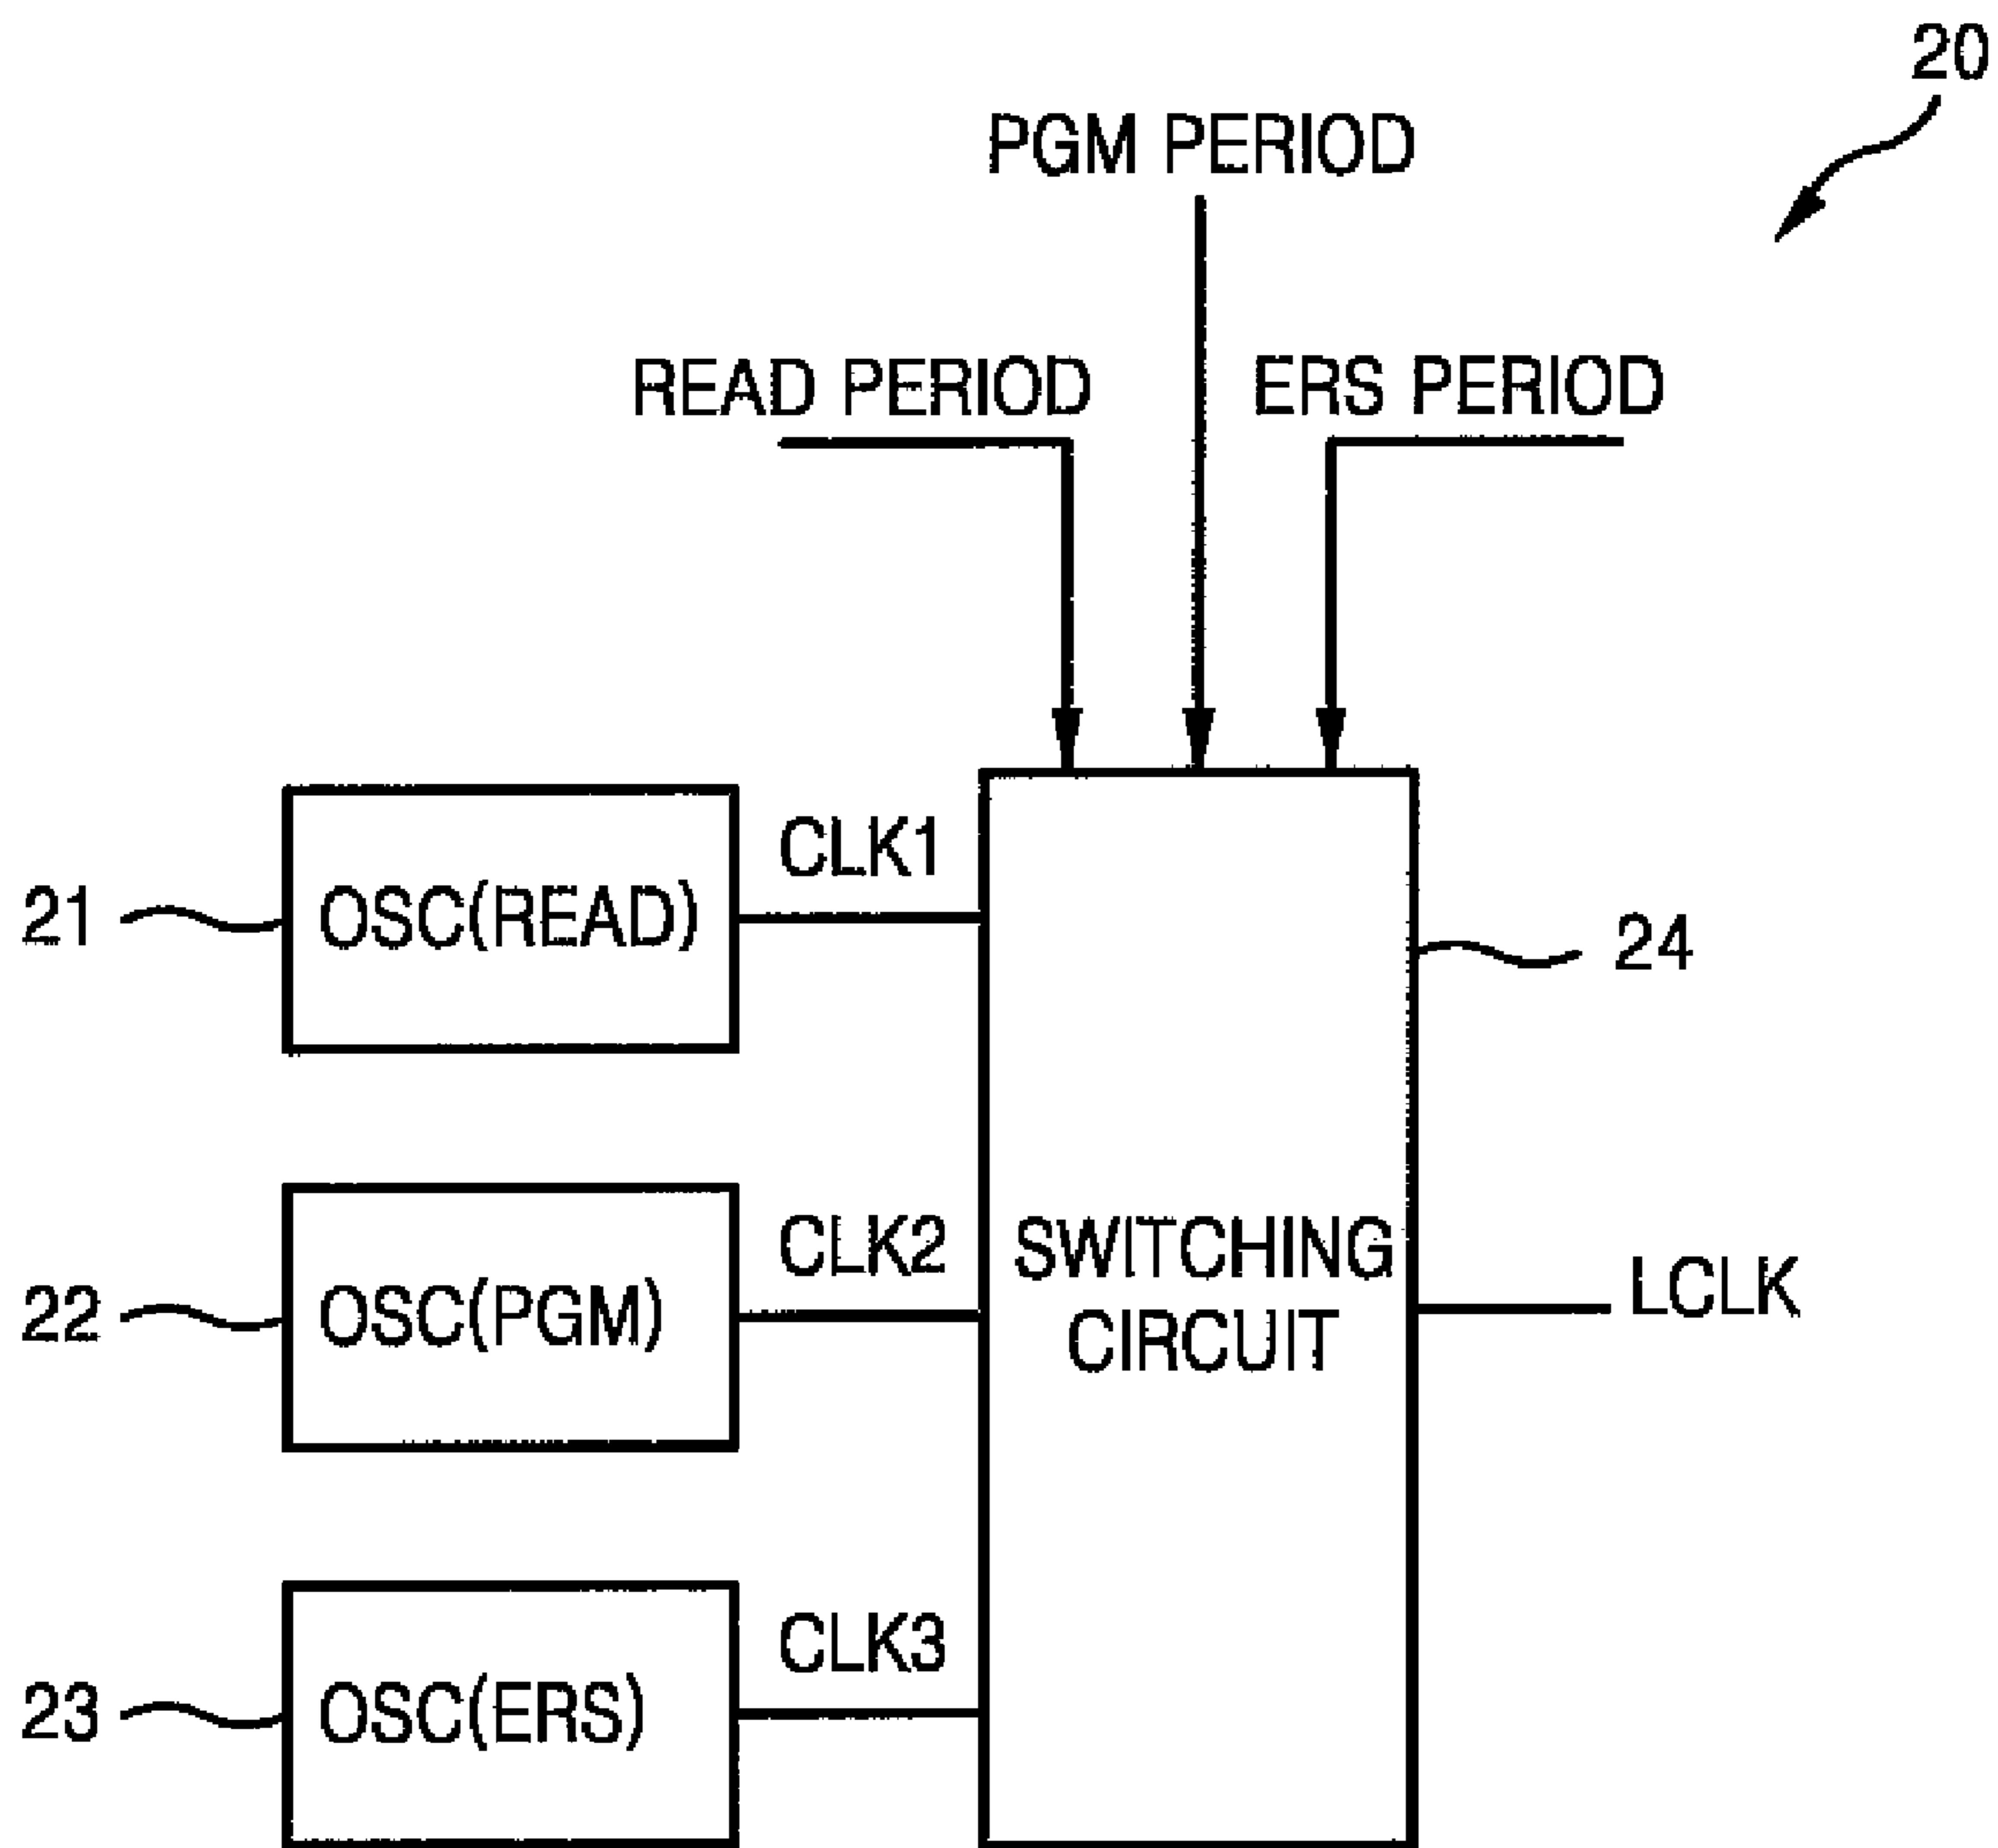 20
PGM PERIOD
READ PERIOD
ERS PERIOD
CLK1
21
OSC(READ)
24
CLK2
22
OSC(PGM)
SWITCHING
CIRCUIT
LCLK
CLK3
23
OSC(ERS)